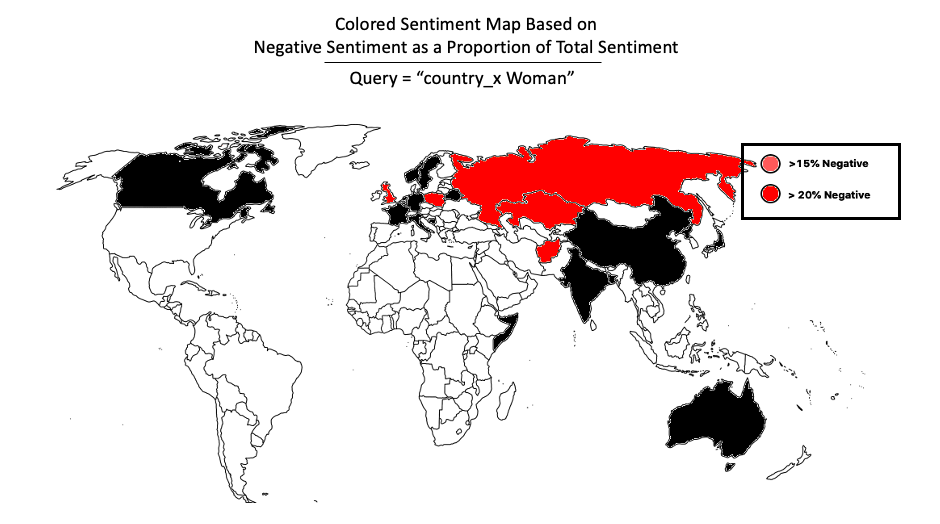 Colored Sentiment Map Based on
Negative Sentiment as a Proportion of Total Sentiment
Query = “country_x Woman”
>15% Negative
> 20% Negative